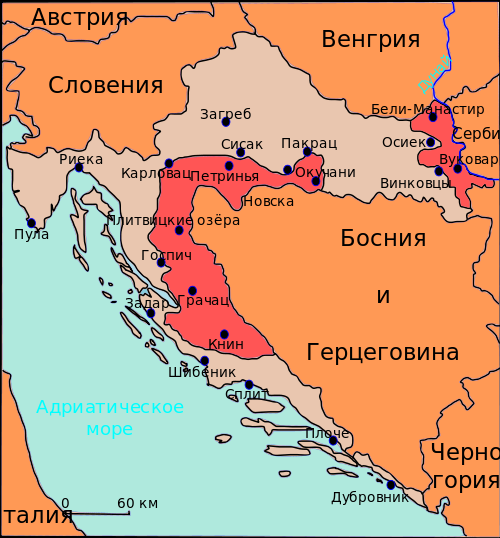 Австрия
Венгрия
Словения
Дунай
Бели-Манастир
Загреб
Серби
Сисак
Пакрац
Осиек
Риека
Вуковар
Карловац
Петринья
Окучани
Винковцы
Новска
Плитвицкие озёра
Пула
Босния
Госпич
и
Задар
Грачац
Книн
Герцеговина
Шибеник
Сплит
Адриатическое
море
Плоче
Черно
гория
Дубровник
0 60 км
талия